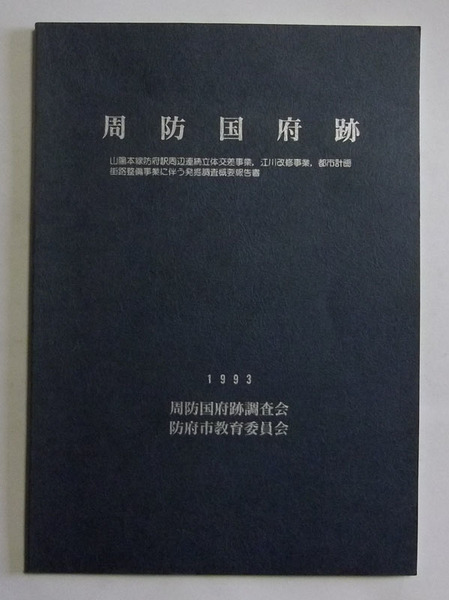 周防国府跡
山陽本線防府駅周辺連続立体交差事業，江川改修事業，都市計画
街路整備事業に伴う発掘調査概要報告書
1993
周防国府跡調査会
防府市教育委員会